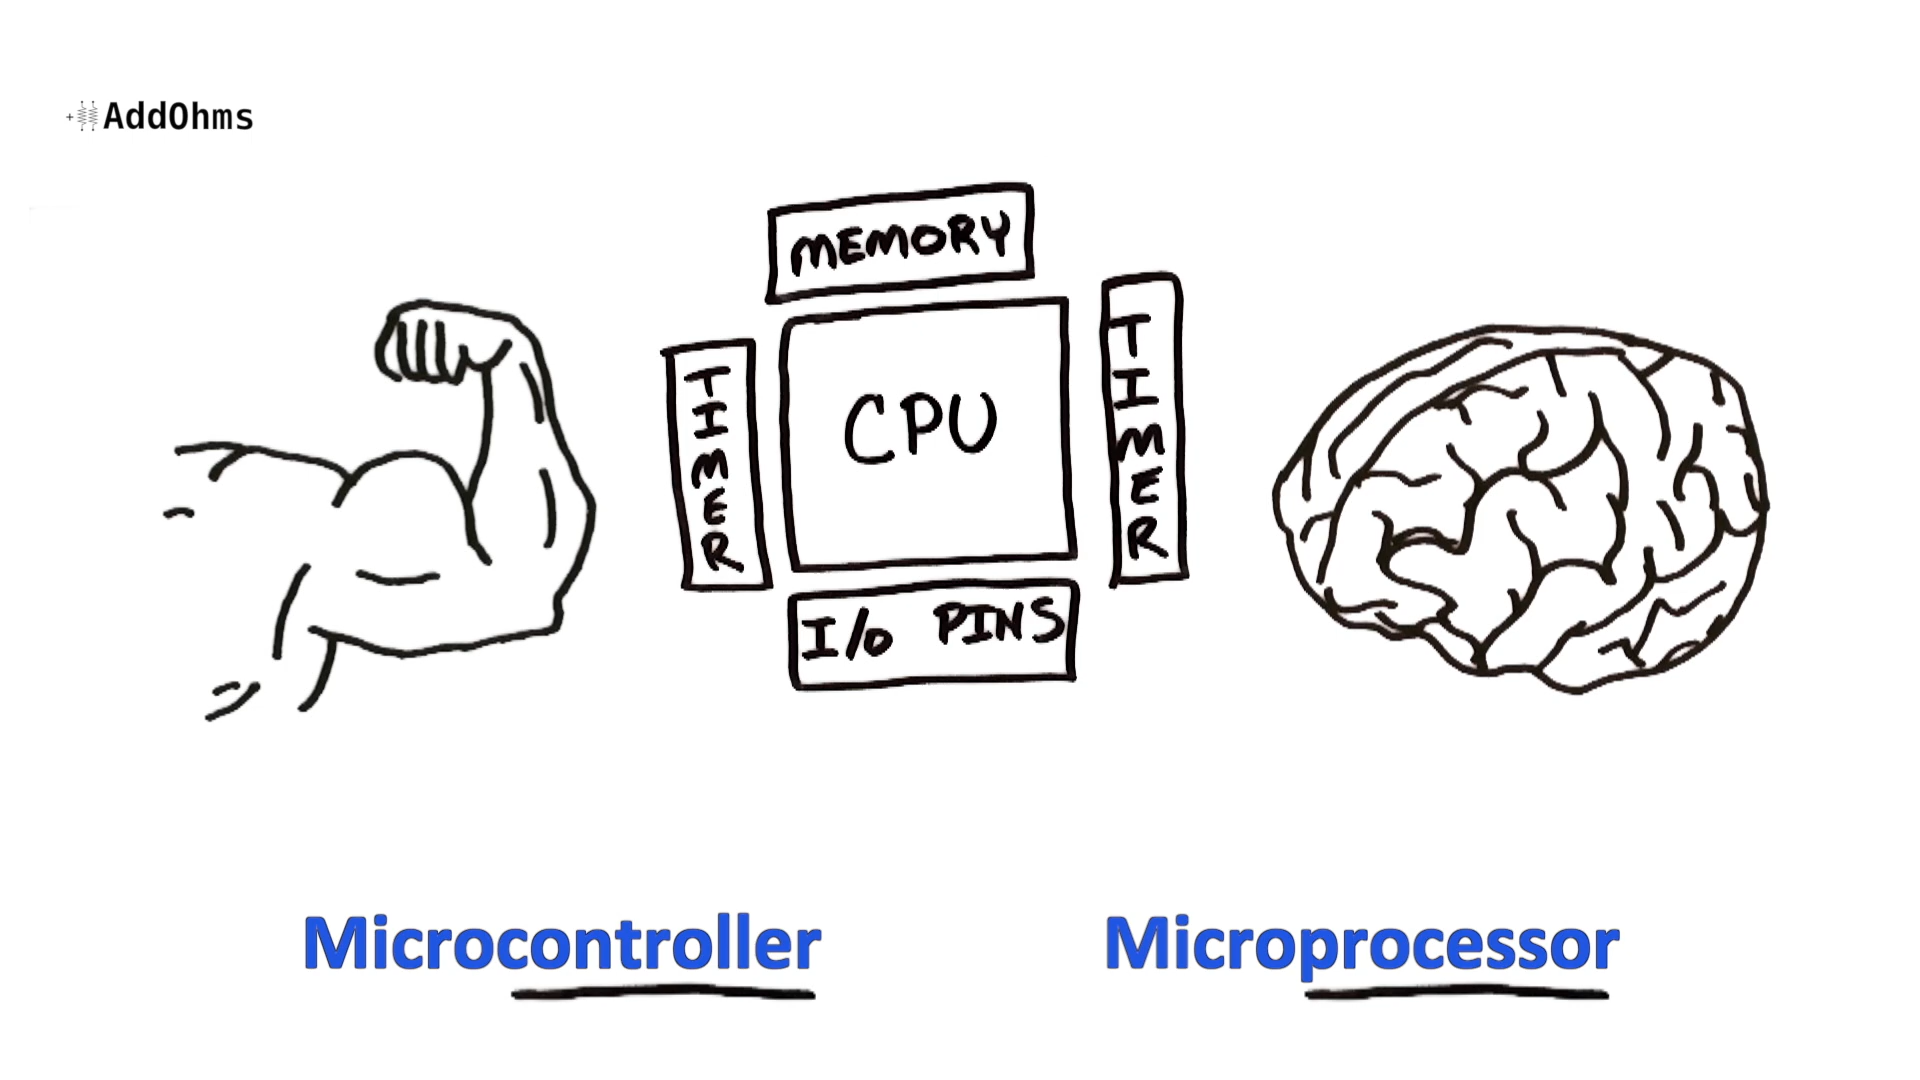 AddOhms
MEMORY
TIMER
CPU
TIMER
I/O PINS
Microcontroller
Microprocessor